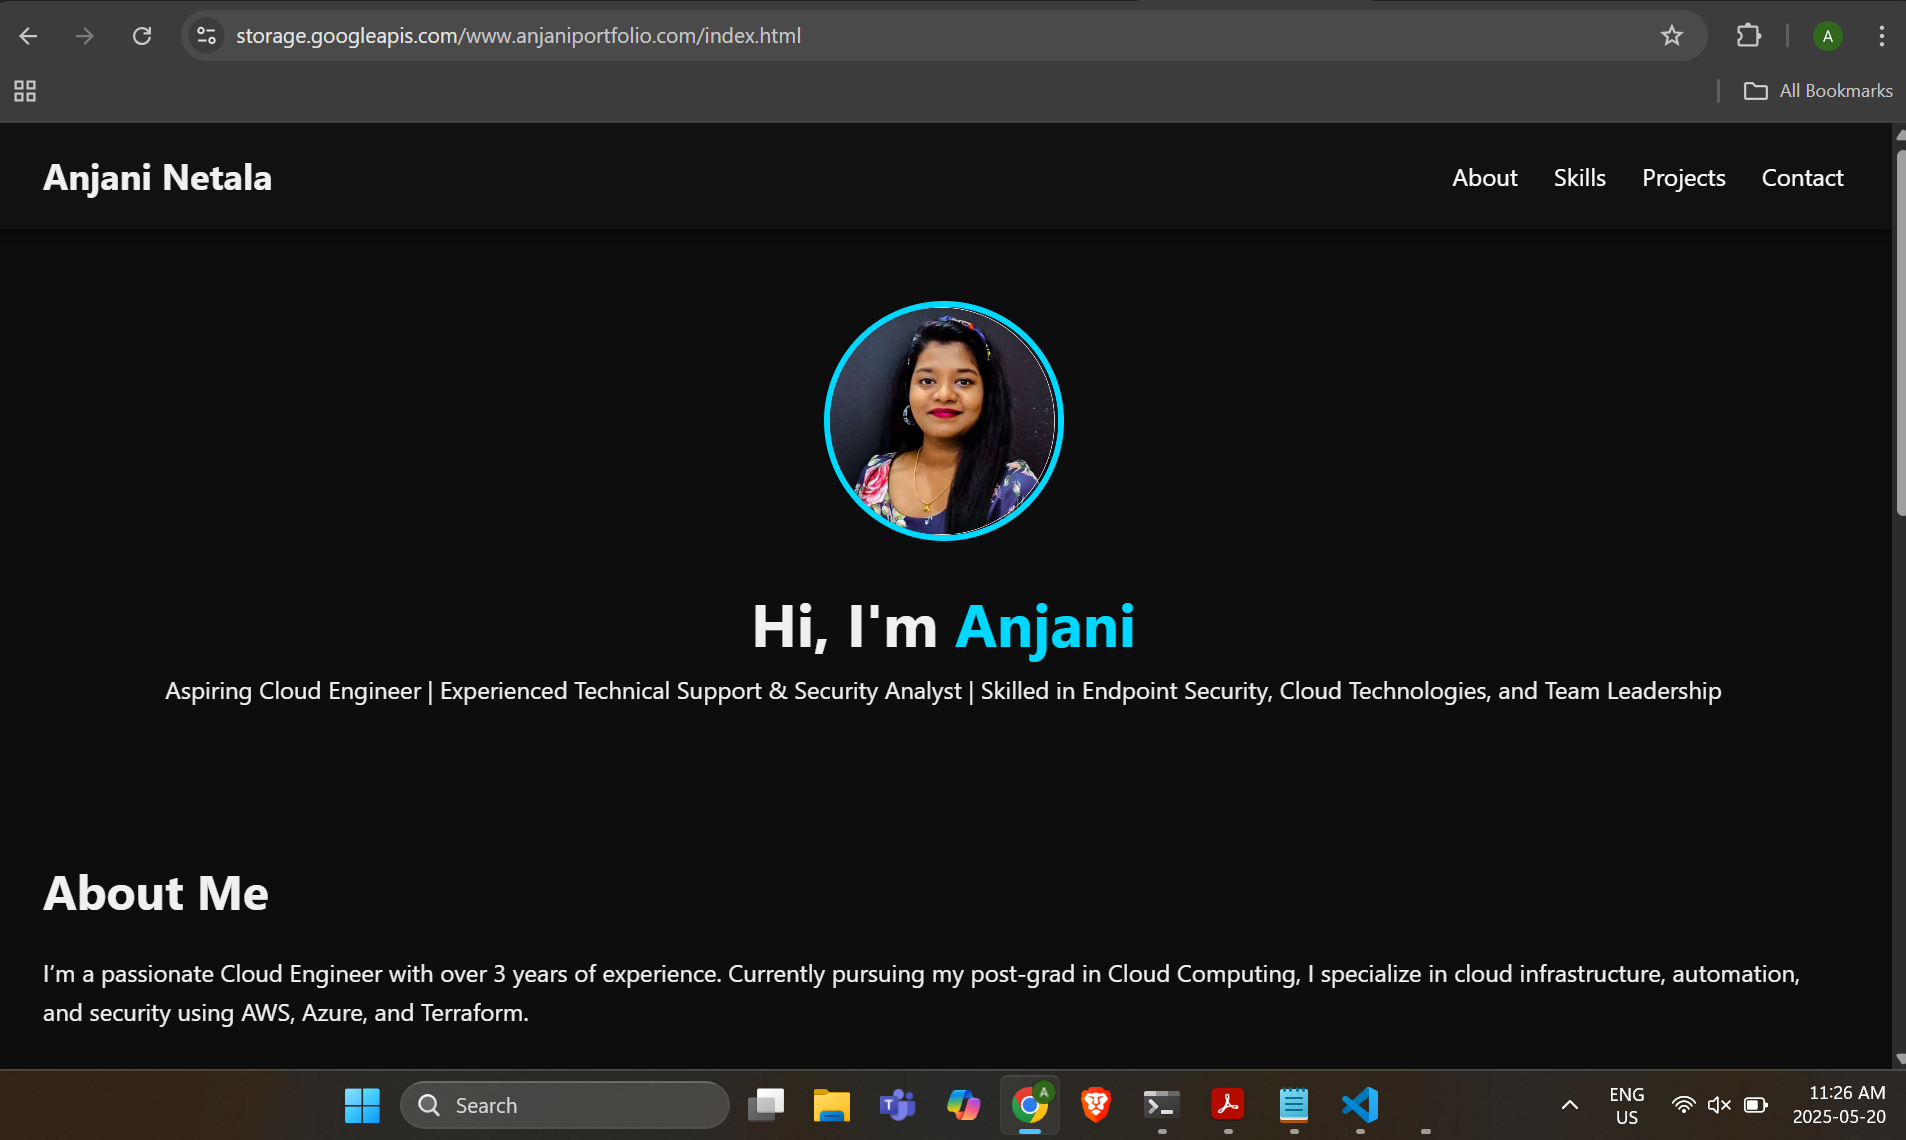 storage.googleapis.com/www.anjaniportfolio.com/index.html
A
All Bookmarks
Anjani Netala
About Skills Projects Contact
Hi, I'm Anjani
Aspiring Cloud Engineer | Experienced Technical Support & Security Analyst | Skilled in Endpoint Security, Cloud Technologies, and Team Leadership
About Me
I’m a passionate Cloud Engineer with over 3 years of experience. Currently pursuing my post-grad in Cloud Computing, I specialize in cloud infrastructure, automation,
and security using AWS, Azure, and Terraform.
Search
T
A
ENG
US
11:26 AM
2025-05-20